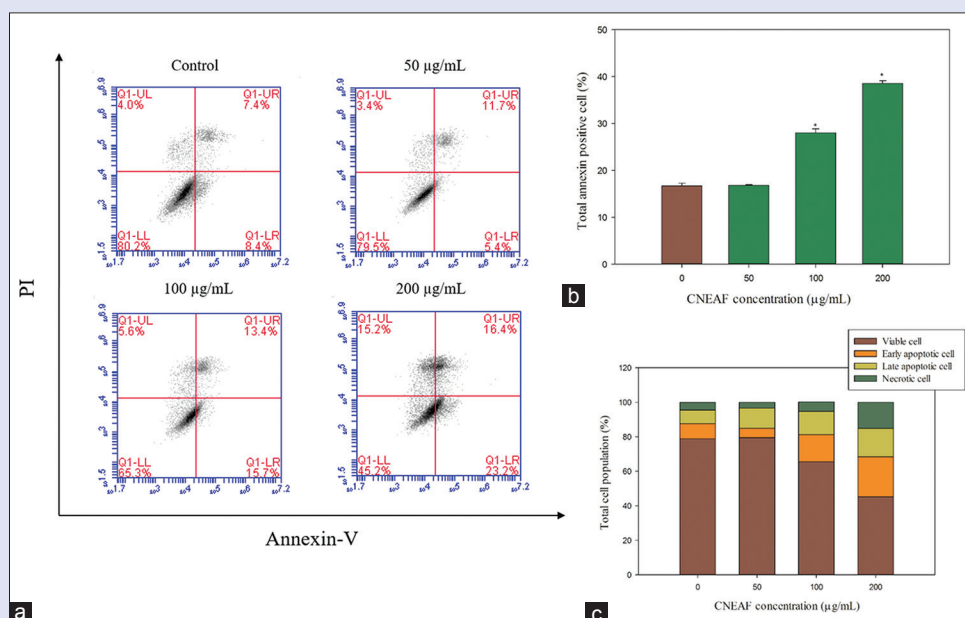 Control
50 µg/mL
Q1-UL
4.0%
Q1-UR
7.4%
Q1-LL
80.2%
Q1-LR
8.4%
Q1-UL
3.4%
Q1-UR
11.7%
Q1-LL
79.5%
Q1-LR
5.4%
100 µg/mL
200 µg/mL
Q1-UL
5.6%
Q1-UR
13.4%
Q1-LL
65.3%
Q1-LR
15.7%
Q1-UL
15.2%
Q1-UR
16.4%
Q1-LL
45.2%
Q1-LR
23.2%
PI
Annexin-V
a
50
40
30
20
10
0
Total annexin positive cell (%)
*
*
0 50 100 200
CNEAF concentration (µg/mL)
b
Viable cell
Early apoptotic cell
Late apoptotic cell
Necrotic cell
120
100
80
60
40
20
0
Total cell population (%)
0 50 100 200
CNEAF concentration (µg/mL)
c